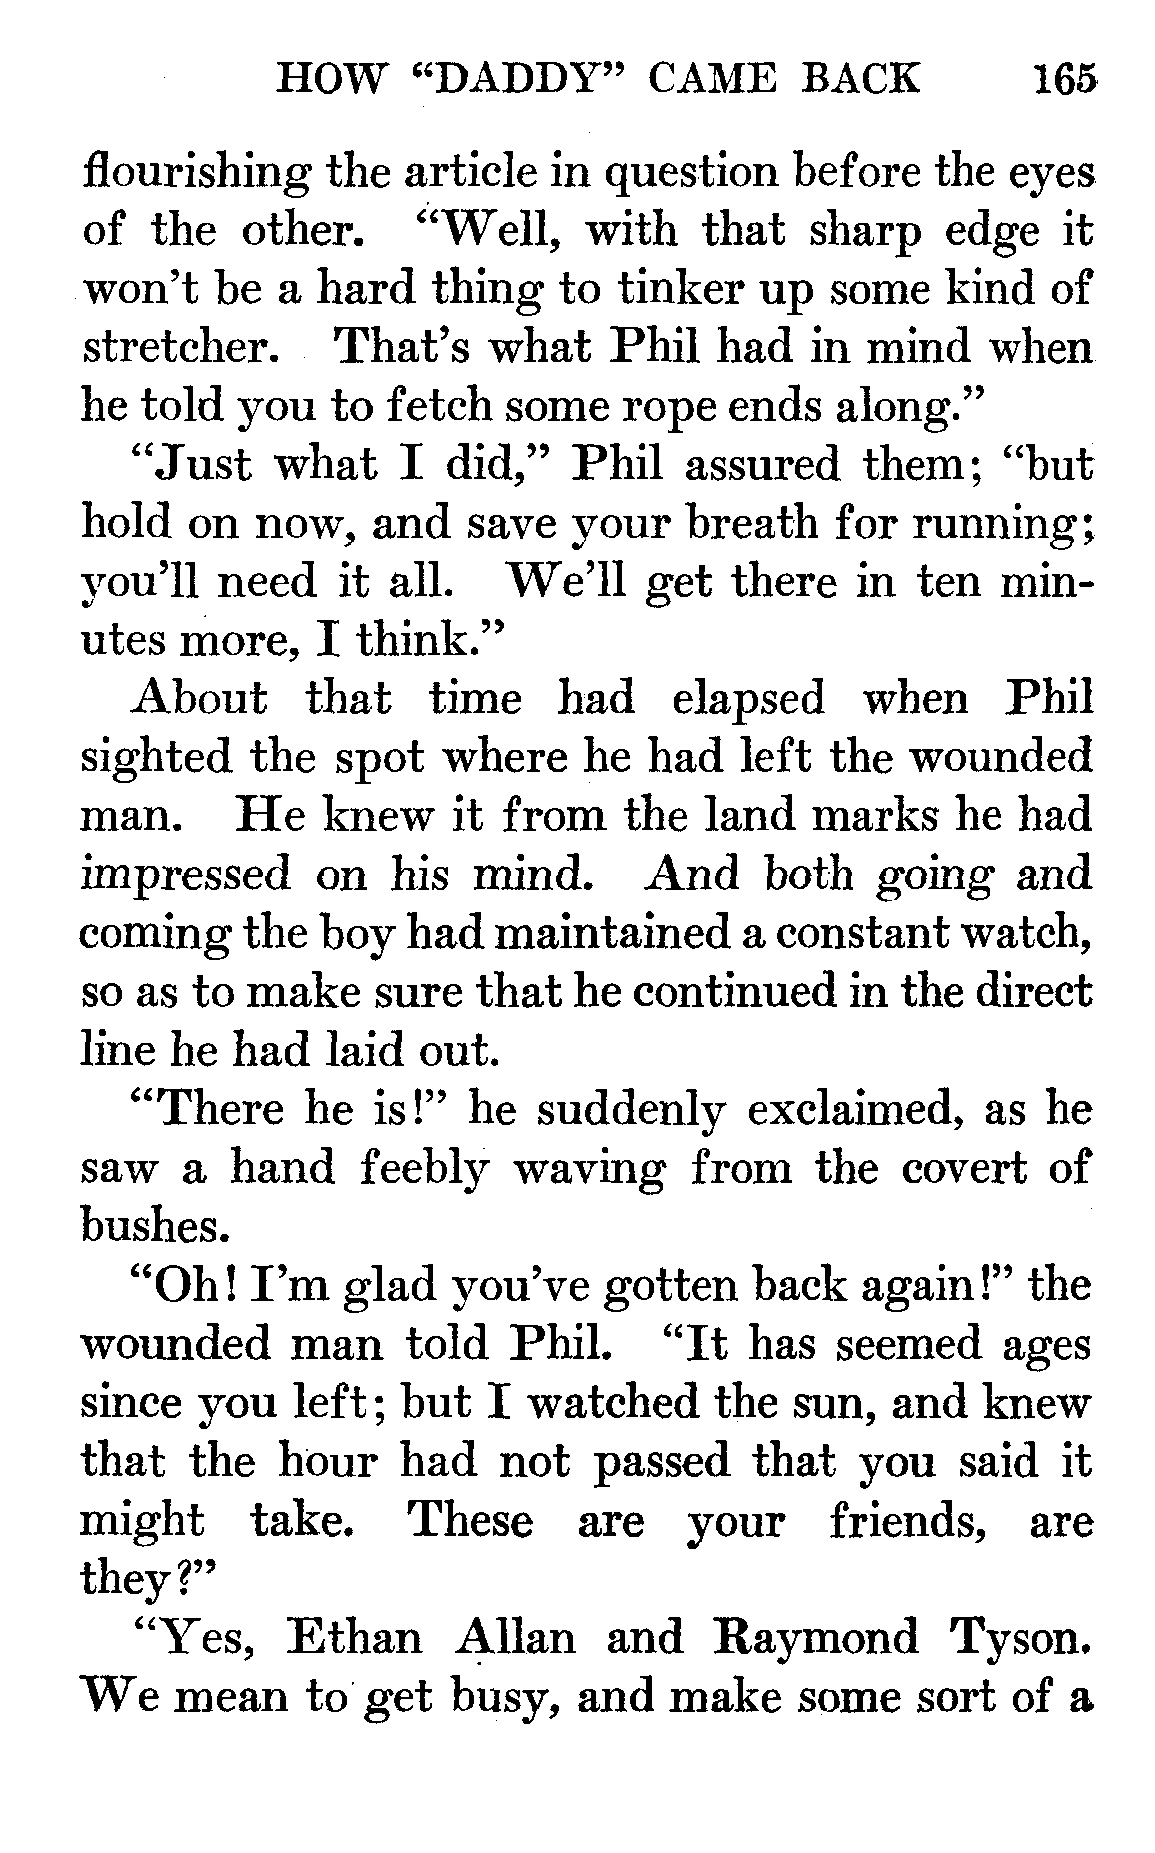 HOW "DADDY" CAME BACK 165
flourishing the article in question before the eyes
of the other. "Well, with that sharp edge it
won't be a hard thing to tinker up some kind of
stretcher. That's what Phil had in mind when
he told you to fetch some rope ends along."
"Just what I did," Phil assured them; "but
hold on now, and save your breath for running;
you'll need it all. We'll get there in ten min-
utes more, I think."
About that time had elapsed when Phil
sighted the spot where he had left the wounded
man. He knew it from the land marks he had
impressed on his mind. And both going and
coming the boy had maintained a constant watch,
so as to make sure that he continued in the direct
line he had laid out.
"There he is!" he suddenly exclaimed, as he
saw a hand feebly waving from the covert of
bushes.
"Oh! I'm glad you've gotten back again!" the
wounded man told Phil. "It has seemed ages
since you left; but I watched the sun, and knew
that the hour had not passed that you said it
might take. These are your friends, are
they?"
"Yes, Ethan Allan and Raymond Tyson.
We mean to get busy, and make some sort of a